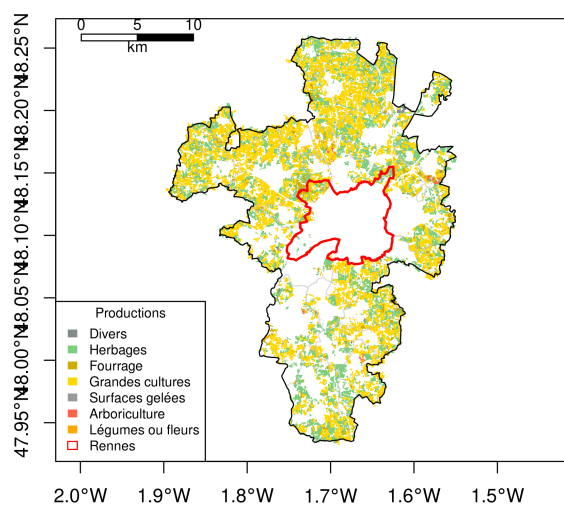 0 5 10
km
48.25°N
48.20°N
48.15°N
48.10°N
48.05°N
48.00°N
47.95°N
Productions
Divers
Herbages
Fourrage
Grandes cultures
Surfaces gelées
Arboriculture
Légumes ou fleurs
Rennes
2.0°W 1.9°W 1.8°W 1.7°W 1.6°W 1.5°W